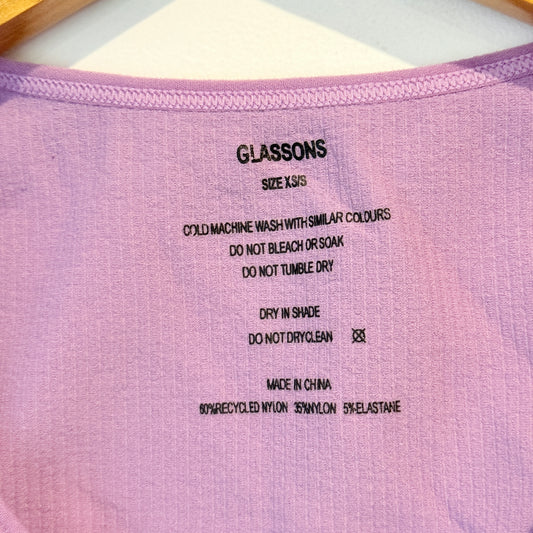 GLASSONS
SIZE XS/S
COLD MACHINE WASH WITH SIMILAR COLOURS
DO NOT BLEACH OR SOAK
DO NOT TUMBLE DRY
DRY IN SHADE
DO NOT DRYCLEAN
MADE IN CHINA
60%RECYCLED NYLON 35%NYLON 5%ELASTANE